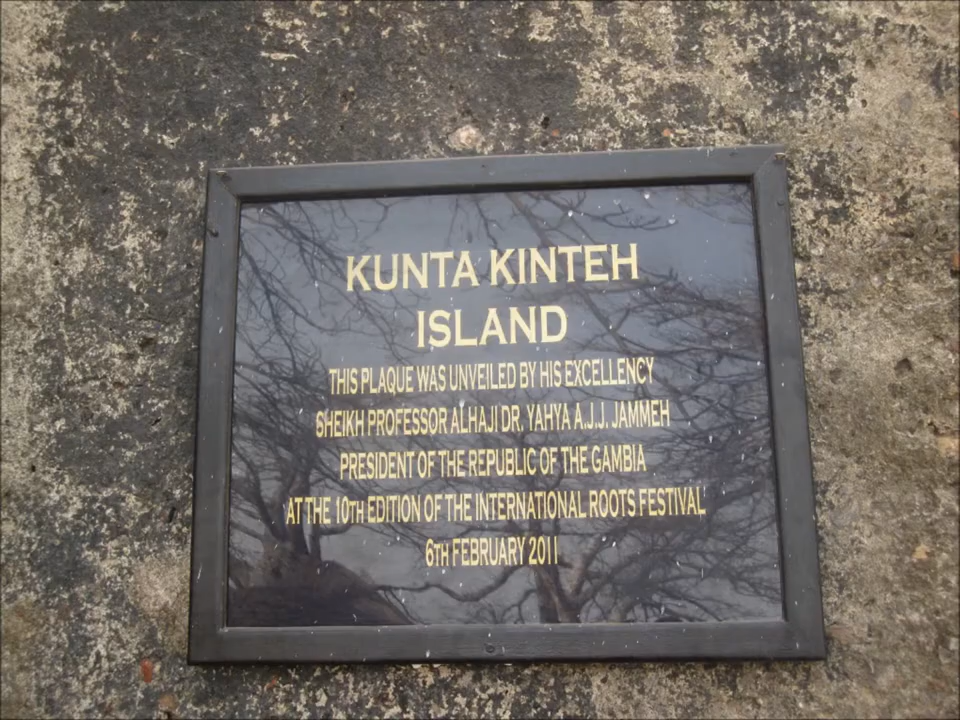 KUNTA KINTEH
ISLAND
THIS PLAQUE WAS UNVEILED BY HIS EXCELLENCY
SHEIKH PROFESSOR ALHAJI DR. YAHYA A.J.J. JAMMEH
PRESIDENT OF THE REPUBLIC OF THE GAMBIA
AT THE 10TH EDITION OF THE INTERNATIONAL ROOTS FESTIVAL
6TH FEBRUARY 2011